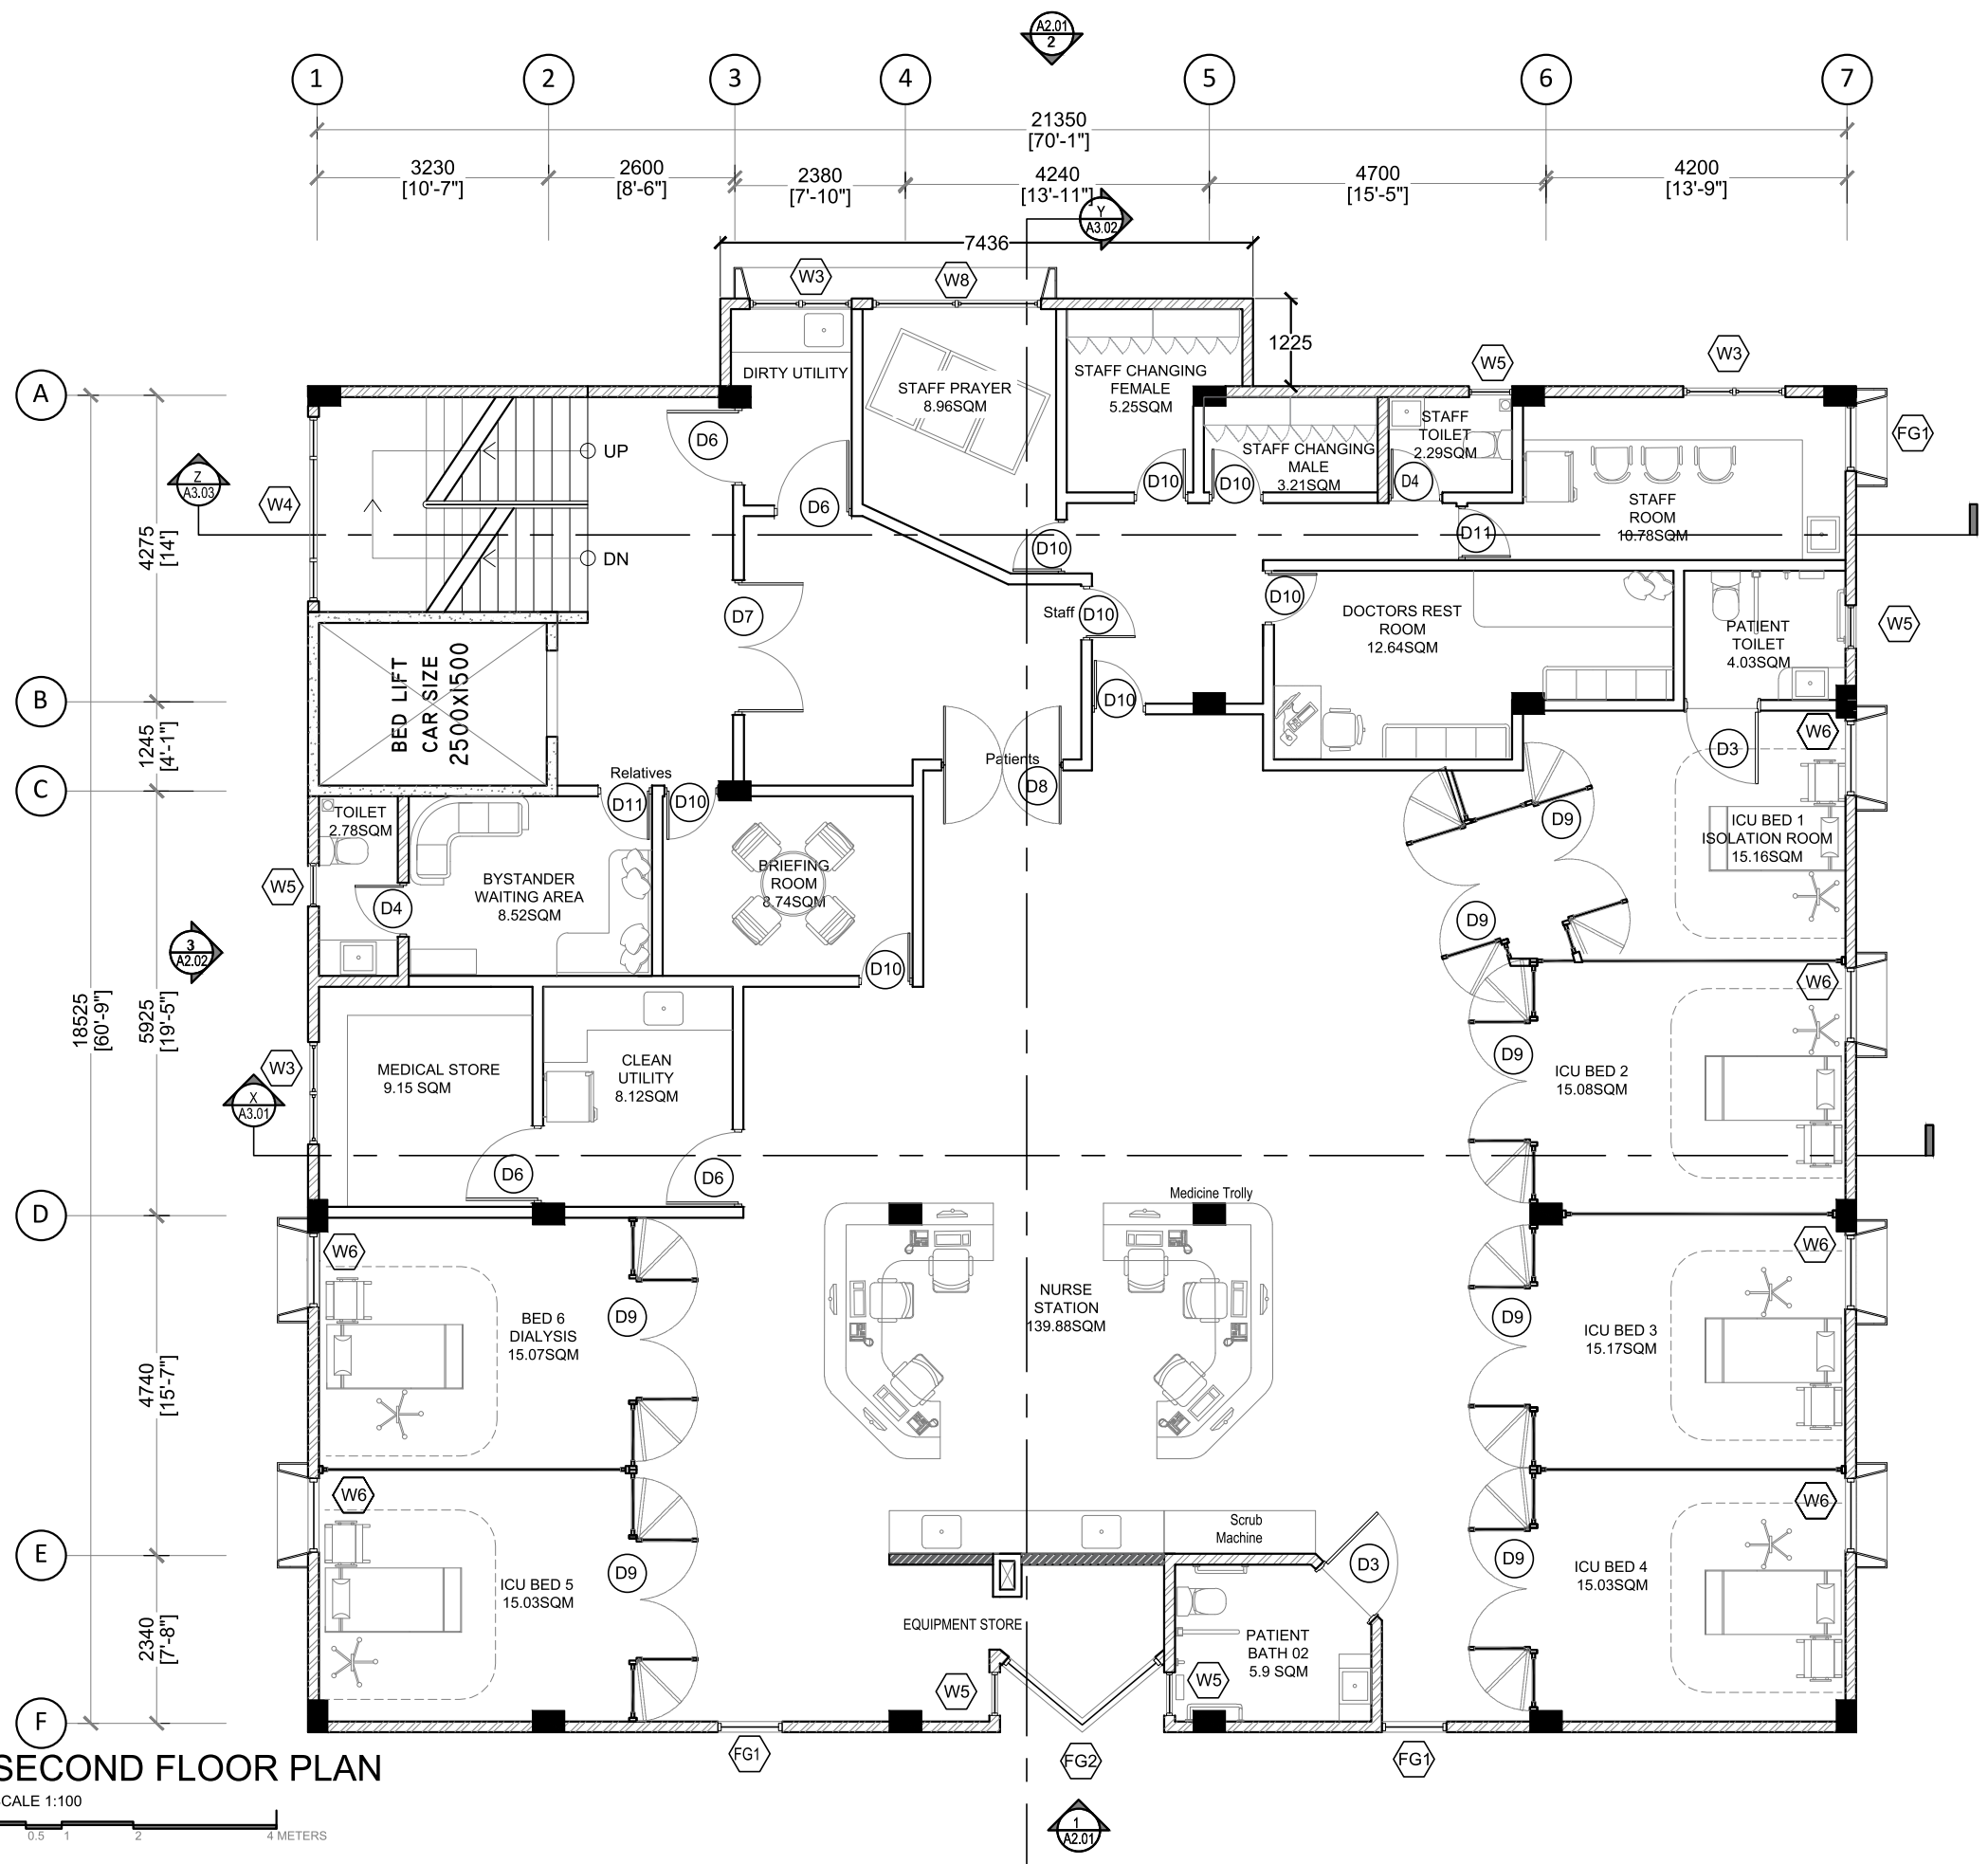 A2.01
2
1
2
3
4
5
6
7
21350
[70'-1"]
3230
[10'-7"]
2600
[8'-6"]
2380
[7'-10"]
4240
[13'-11"]
4700
[15'-5"]
4200
[13'-9"]
Y
A3.02
7436
W3
W8
1225
W5
W3
A
DIRTY UTILITY
STAFF PRAYER
8.96SQM
STAFF CHANGING
FEMALE
5.25SQM
STAFF
TOILET
2.29SQM
FG1
D6
UP
STAFF CHANGING
MALE
3.21SQM
Z
A3.03
W4
D6
D10
D10
D4
STAFF
ROOM
10.78SQM
4275
[14']
DN
D10
D11
D7
Staff
D10
D10
DOCTORS REST
ROOM
12.64SQM
PATIENT
TOILET
4.03SQM
W5
BED LIFT
CAR SIZE
2500X1500
B
D10
1245
[4'-1"]
Patients
D8
D3
W6
C
Relatives
D11
D10
TOILET
2.78SQM
D9
ICU BED 1
ISOLATION ROOM
15.16SQM
W5
D4
BYSTANDER
WAITING AREA
8.52SQM
BRIEFING
ROOM
8.74SQM
D9
3
A2.02
D10
W6
18525
[60'-9"]
5925
[19'-5"]
W3
MEDICAL STORE
9.15 SQM
CLEAN
UTILITY
8.12SQM
D9
ICU BED 2
15.08SQM
X
A3.01
D6
D6
D
Medicine Trolly
W6
W6
BED 6
DIALYSIS
15.07SQM
D9
NURSE
STATION
139.88SQM
D9
ICU BED 3
15.17SQM
4740
[15'-7"]
W6
W6
Scrub
Machine
E
ICU BED 5
15.03SQM
D9
D3
D9
ICU BED 4
15.03SQM
2340
[7'-8"]
EQUIPMENT STORE
PATIENT
BATH 02
5.9 SQM
W5
W5
F
FG1
FG2
FG1
SECOND FLOOR PLAN
SCALE 1:100
0.5
1
2
4 METERS
1
A2.01